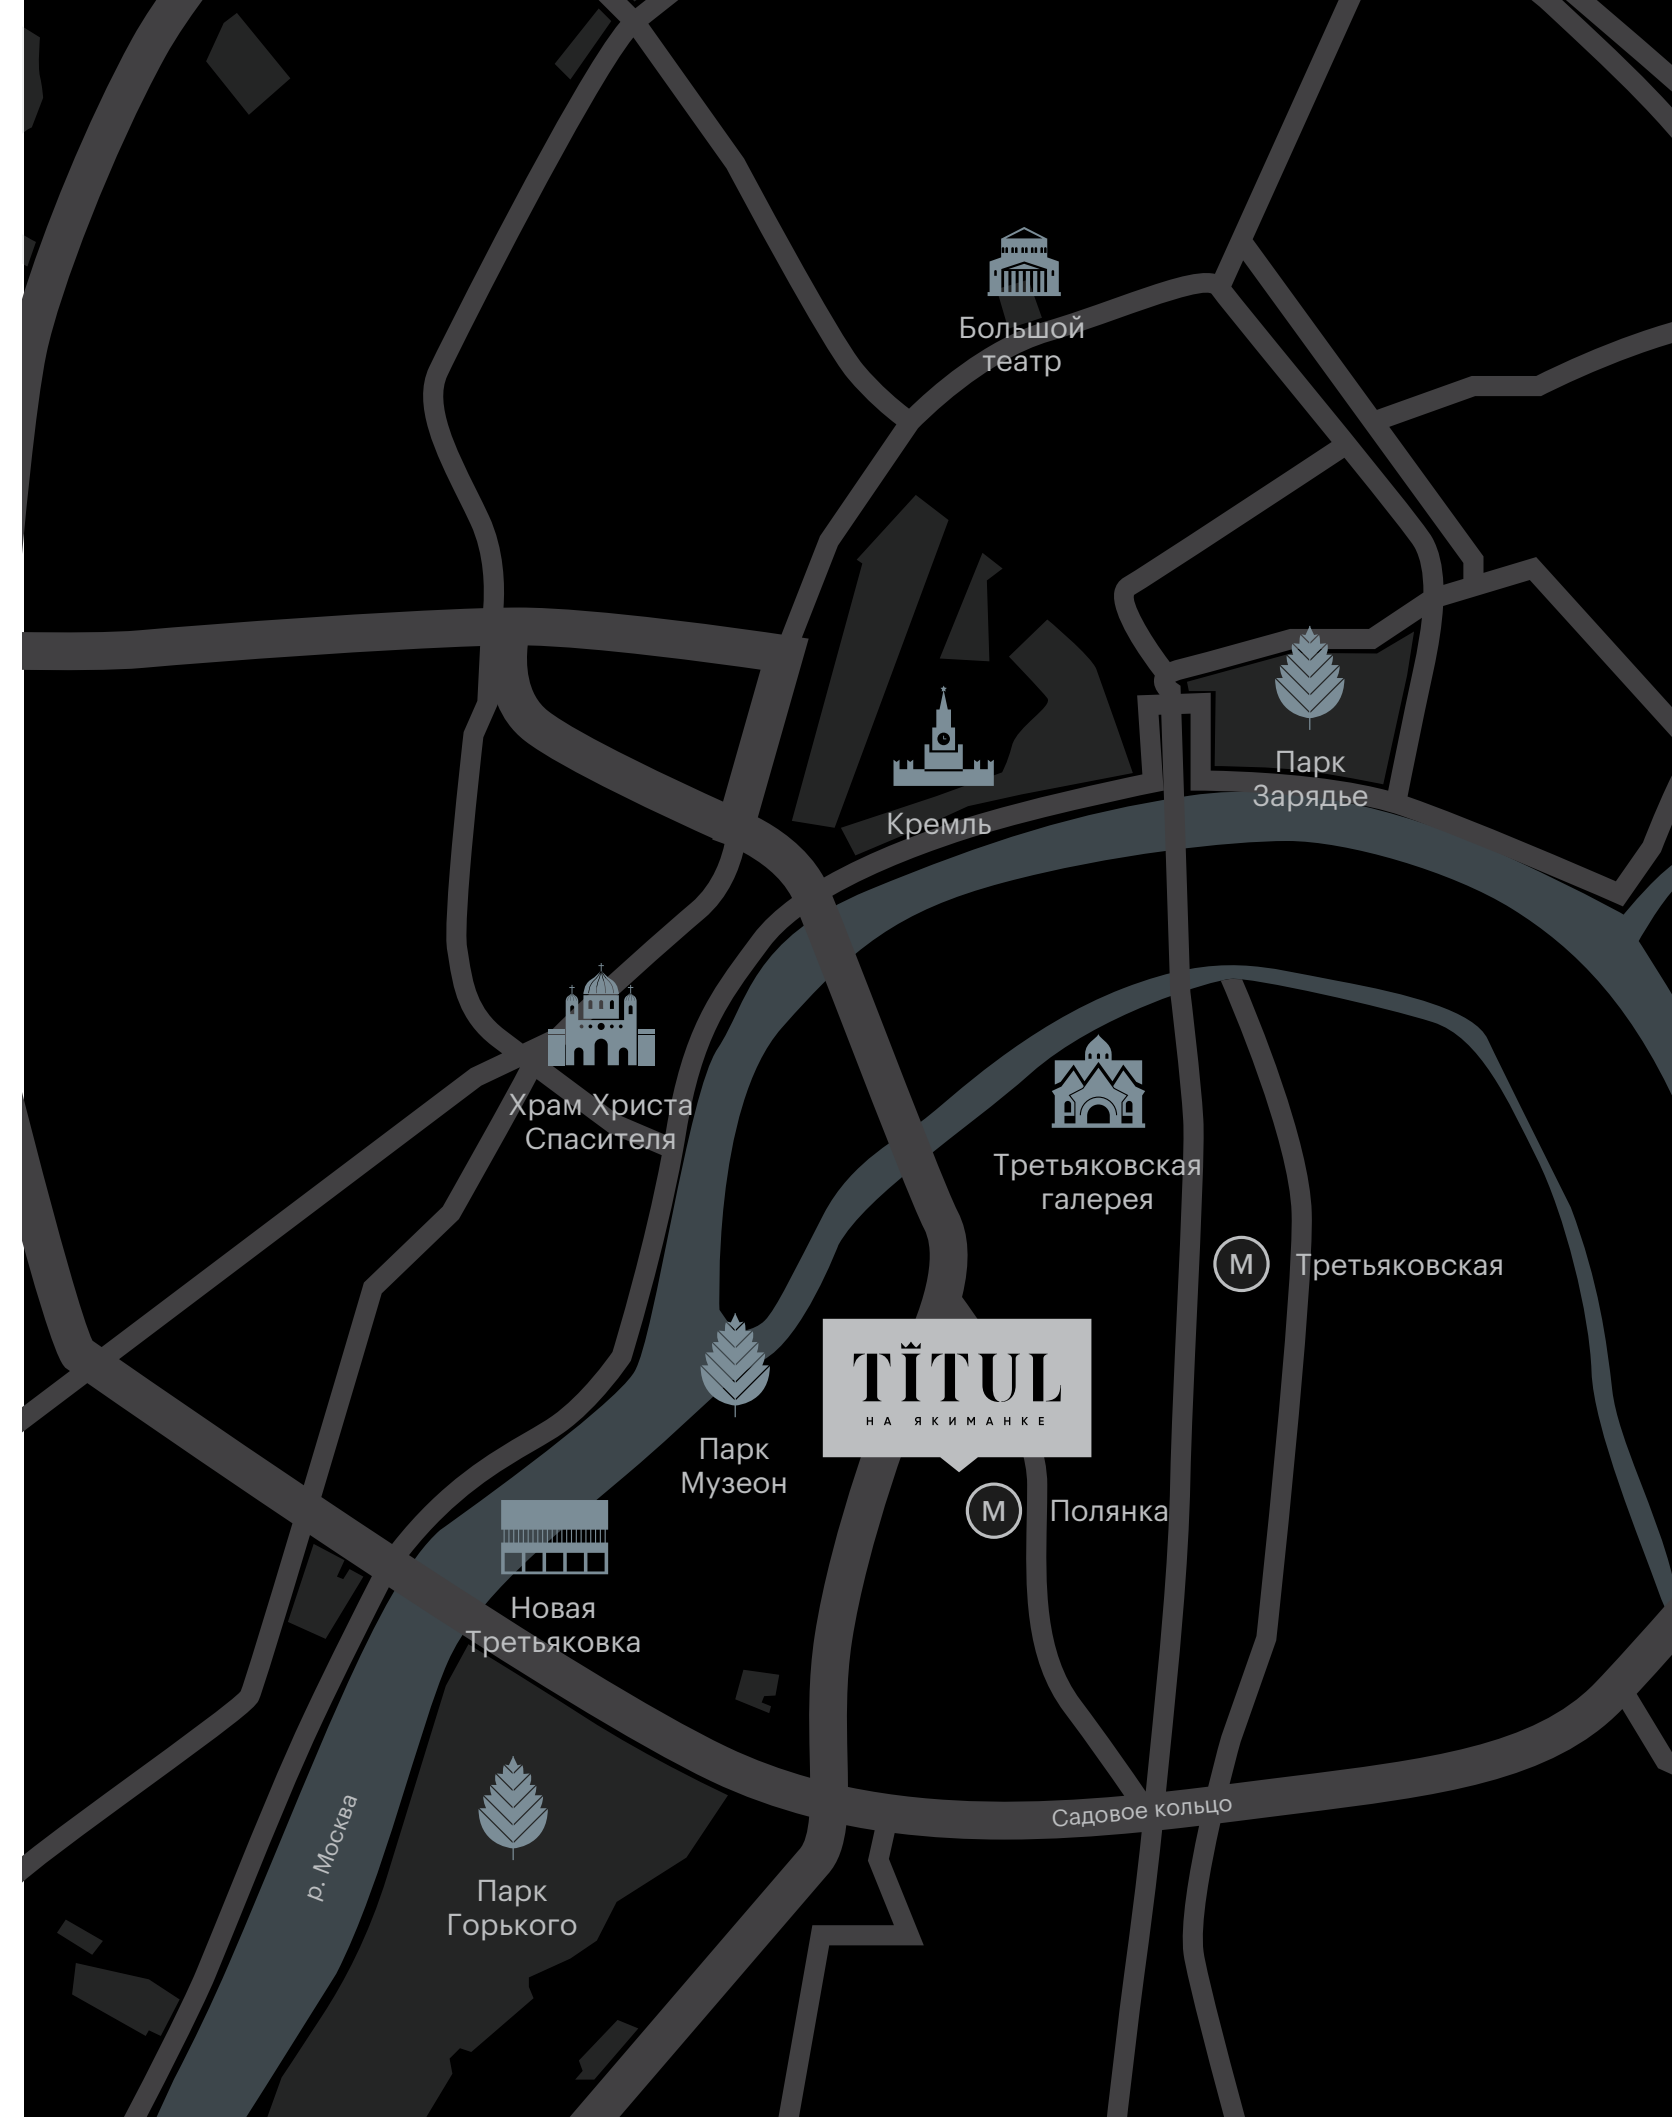 Большой
театр
Парк
Зарядье
Кремль
Храм Христа
Спасителя
Третьяковская
галерея
М Третьяковская
TITUL
НА ЯКИМАНКЕ
Парк
Музеон
М Полянка
Новая
Третьяковка
Садовое кольцо
р. Москва
Парк
Горького